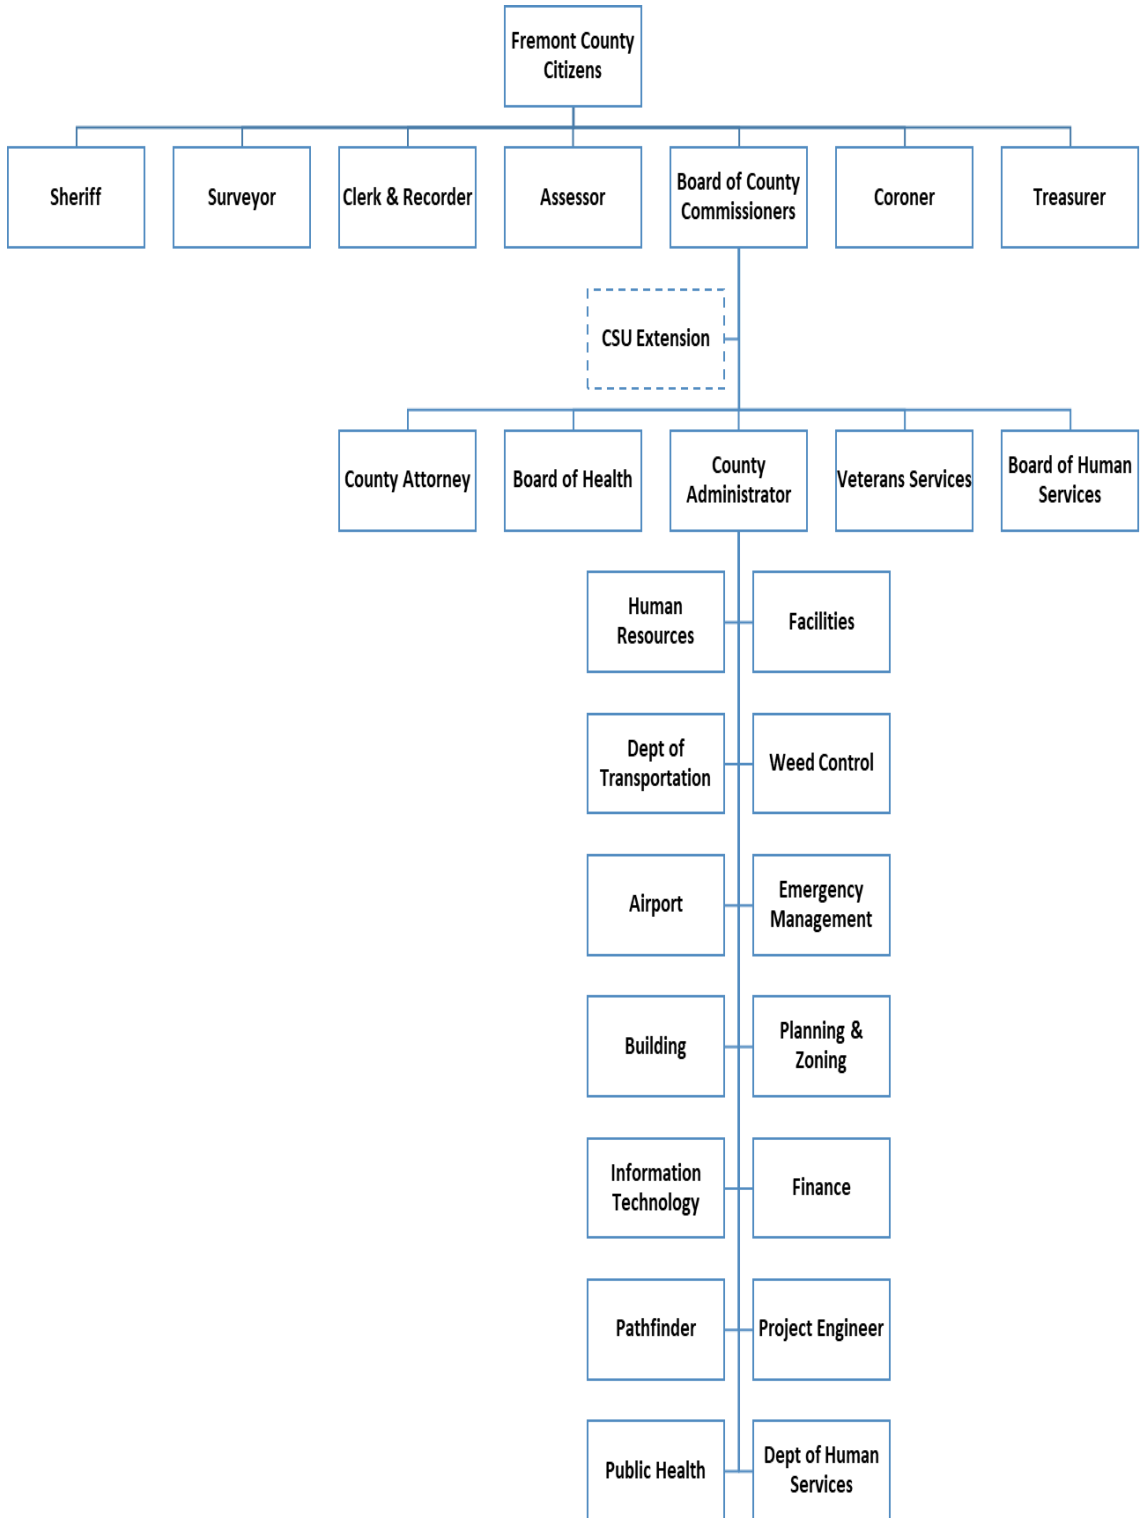 Fremont County
Citizens
Sheriff
Surveyor
Clerk & Recorder
Assessor
Board of County
Commissioners
Coroner
Treasurer
CSU Extension
County Attorney
Board of Health
County
Administrator
Veterans Services
Board of Human
Services
Human
Resources
Facilities
Dept of
Transportation
Weed Control
Airport
Emergency
Management
Building
Planning &
Zoning
Information
Technology
Finance
Pathfinder
Project Engineer
Public Health
Dept of Human
Services